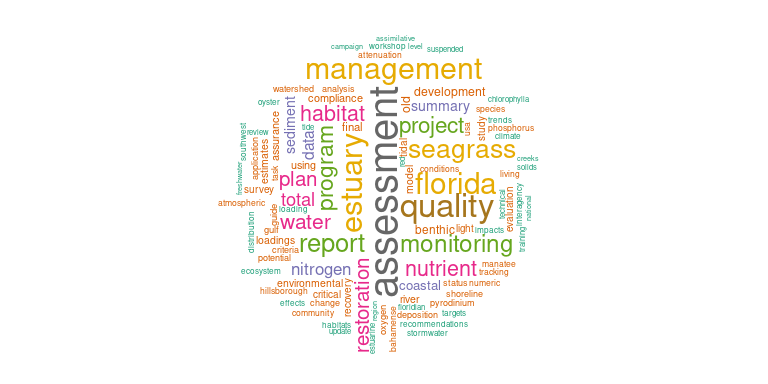 assimilative
campaign
workshop
level
suspended
attenuation
management
watershed
analysis
development
compliance
oyster
habitat
summary
old
chlorophylla
species
trends
phosphorus
climate
usa
study
project
assessment
sediment
data
tide
final
program
estuary
tidal
red
seagrass
southwest
review
assurance
application
estimates
task
freshwater
using
model
conditions
creeks
solids
living
florida
plan
survey
total
quality
atmospheric
loading
guide
water
technical
evaluation
interagency
national
training
benthic
light
impacts
gulf
distribution
loadings
criteria
potential
report
monitoring
ecosystem
nitrogen
nutrient
manatee
tracking
environmental
hillsborough
critical
recovery
restoration
coastal
status
numeric
shoreline
effects
change
community
river
pyrodinium
floridian
region
estuarine
oxygen
bahamense
deposition
targets
habitats
update
recommendations
stormwater